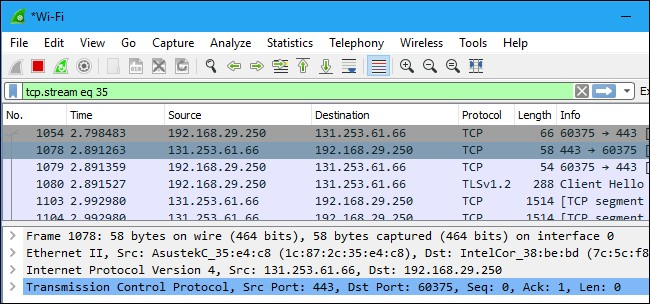 *Wi-Fi
File Edit View Go Capture Analyze Statistics Telephony Wireless Tools Help
tcp.stream eq 35
No. Time Source Destination Protocol Length Info
1054 2.798483 192.168.29.250 131.253.61.66 TCP 66 60375 → 443 [
1078 2.891263 131.253.61.66 192.168.29.250 TCP 58 443 → 60375 [
1079 2.891359 192.168.29.250 131.253.61.66 TCP 54 60375 → 443 [
1080 2.891527 192.168.29.250 131.253.61.66 TLSv1.2 288 Client Hello
1103 2.992980 131.253.61.66 192.168.29.250 TCP 1514 [TCP segment
1104 2.992980 131.253.61.66 192.168.29.250 TCP 1514 [TCP segment
Frame 1078: 58 bytes on wire (464 bits), 58 bytes captured (464 bits) on interface 0
Ethernet II, Src: AsustekC_35:e4:c8 (1c:87:2c:35:e4:c8), Dst: IntelCor_38:be:bd (7c:5c:f8
Internet Protocol Version 4, Src: 131.253.61.66, Dst: 192.168.29.250
Transmission Control Protocol, Src Port: 443, Dst Port: 60375, Seq: 0, Ack: 1, Len: 0